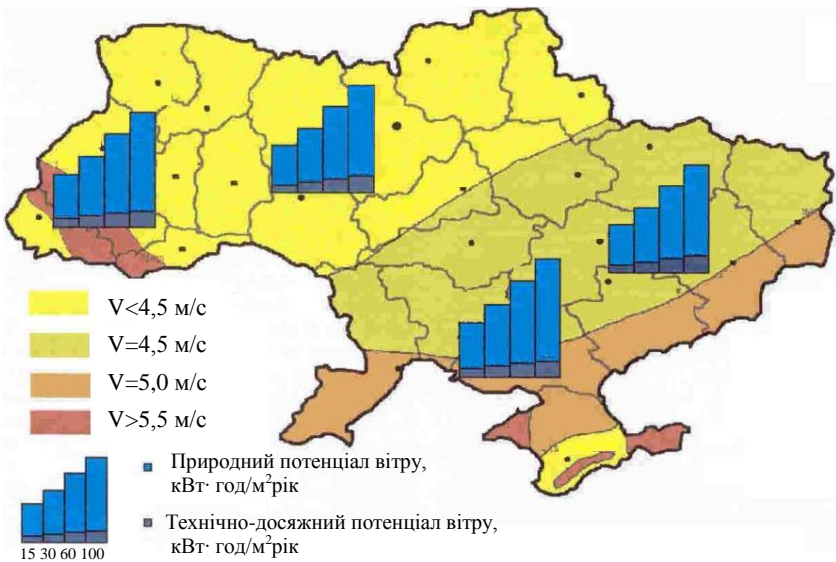 V<4,5 м/с
V=4,5 м/с
V=5,0 м/с
V>5,5 м/с
Природний потенціал вітру,
кВт· год/м²рік
Технічно-досяжний потенціал вітру,
кВт· год/м²рік
15 30 60 100